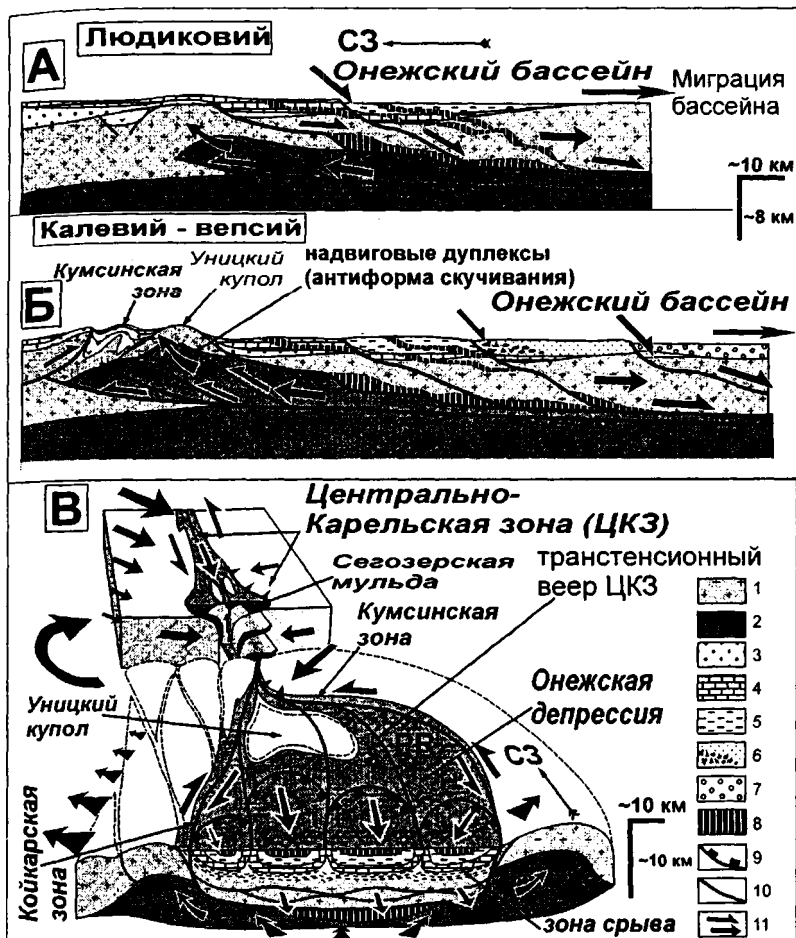 Людиковий
А
СЗ
Онежский бассейн
Миграция
бассейна
~10 км
~8 км
Калевий - вепсий
Б
Кумсинская
зона
Уницкий
купол
надвиговые дуплексы
(антиформа скучивания)
Онежский бассейн
В
Центрально-
Карельская зона (ЦКЗ)
Сегозерская
мульда
транстенсионный
веер ЦКЗ
Кумсинская
зона
Уницкий
купол
Онежская
депрессия
СЗ
Койкарская
зона
зона срыва
~10 км
~10 км
1
2
3
4
5
6
7
8
9
10
11